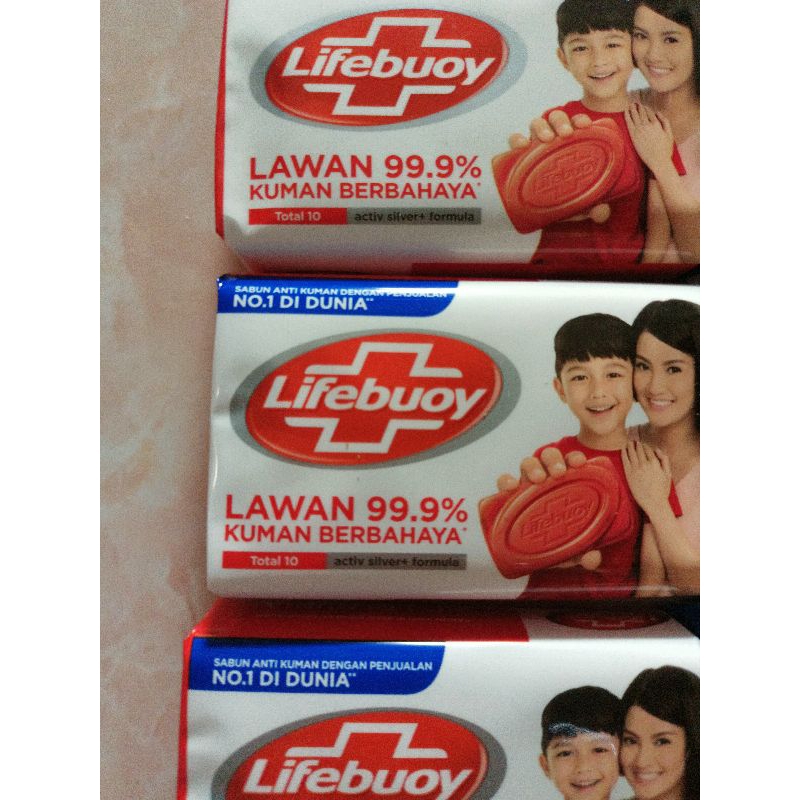 Lifebuoy
LAWAN 99.9%
KUMAN BERBAHAYA*
Total 10 activ silver+ formula
Lifebuoy
SABUN ANTI KUMAN DENGAN PENJUALAN
NO.1 DI DUNIA**
Lifebuoy
LAWAN 99.9%
KUMAN BERBAHAYA*
Total 10 activ silver+ formula
Lifebuoy
SABUN ANTI KUMAN DENGAN PENJUALAN
NO.1 DI DUNIA**
Lifebuoy